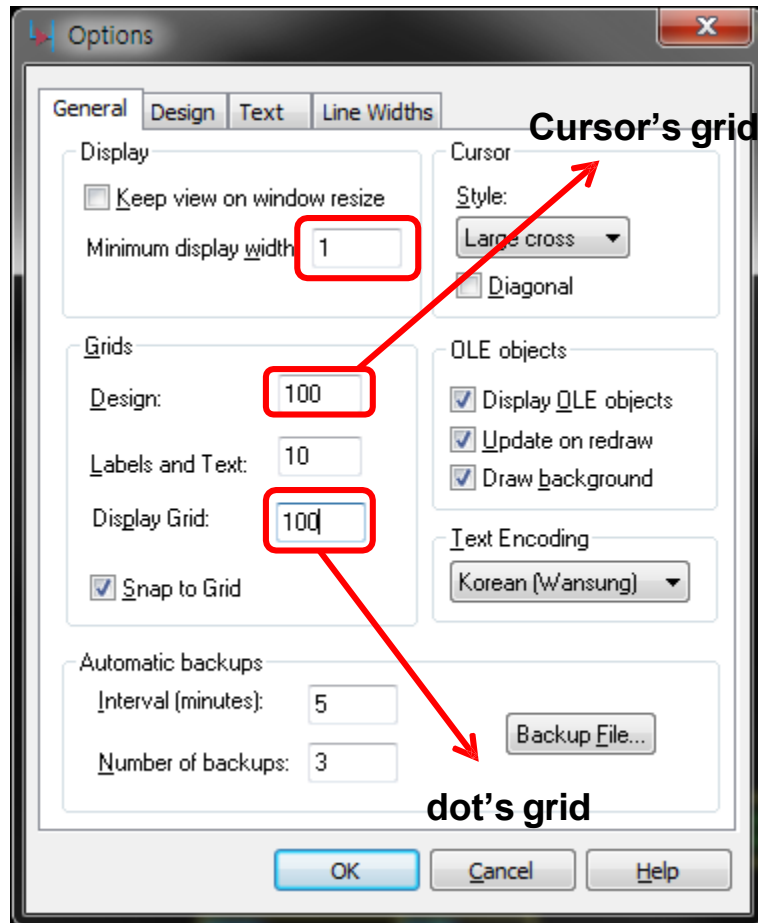 Options
General Design Text Line Widths
Cursor's grid
Display
Keep view on window resize
Minimum display width 1
Cursor
Style:
Large cross
Diagonal
Grids
Design: 100
Labels and Text: 10
Display Grid: 100
Snap to Grid
OLE objects
Display OLE objects
Update on redraw
Draw background
Text Encoding
Korean (Wansung)
Automatic backups
Interval (minutes): 5
Number of backups: 3
Backup File...
dot's grid
OK Cancel Help